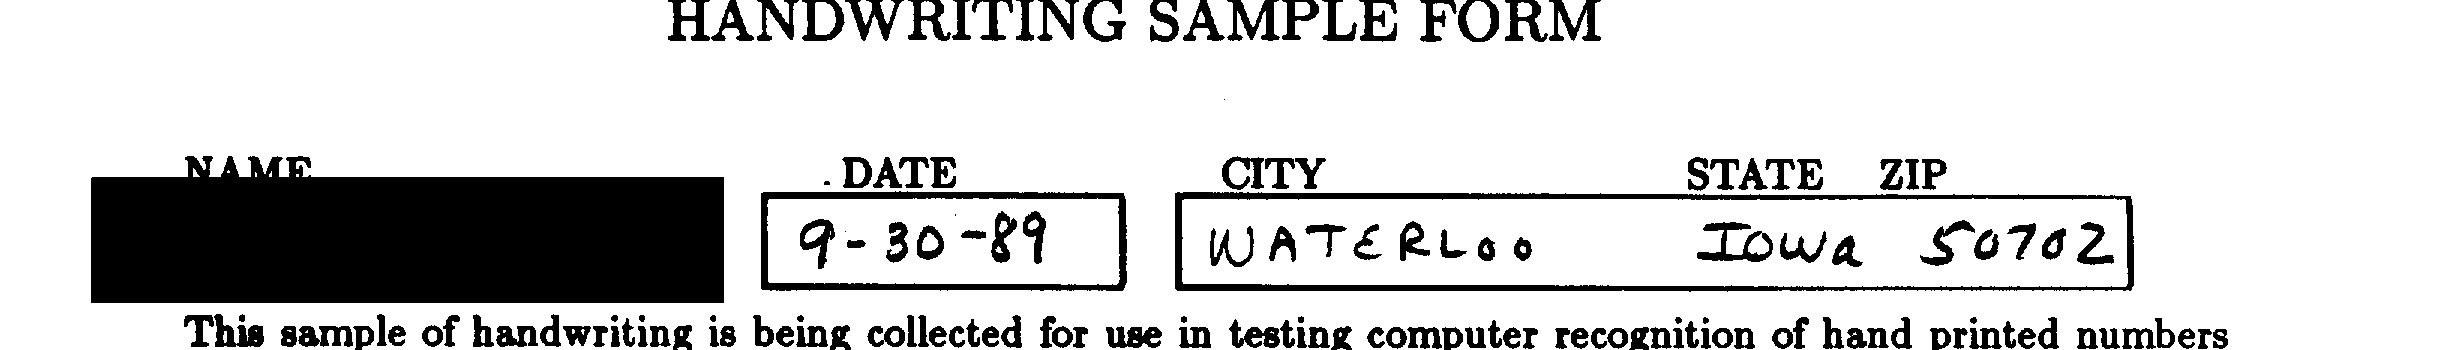 HANDWRITING SAMPLE FORM
NAME DATE CITY STATE ZIP
9-30-89 WATERLOO IOWa 50702
This sample of handwriting is being collected for use in testing computer recognition of hand printed numbers